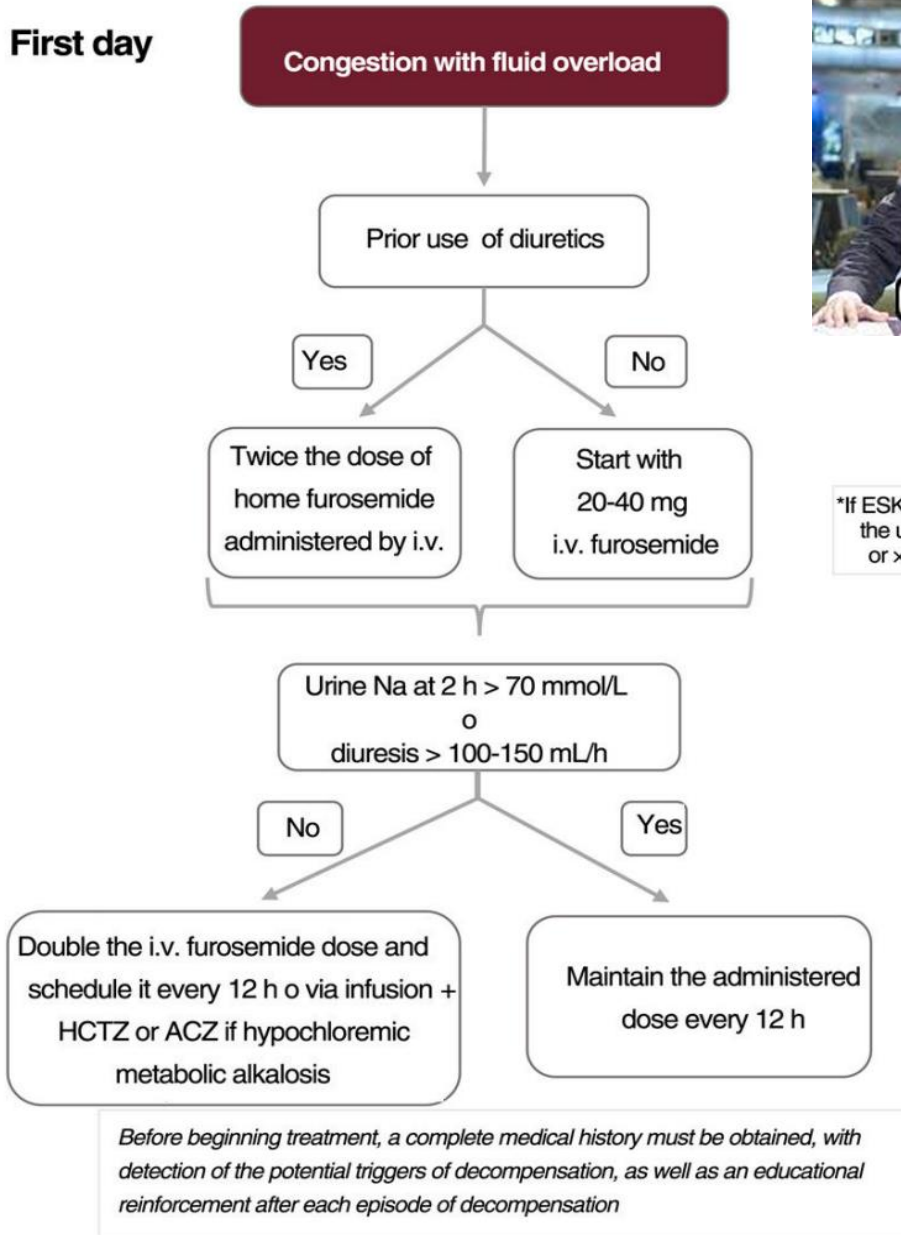 First day
Congestion with fluid overload
Prior use of diuretics
Yes
No
Twice the dose of
home furosemide
administered by i.v.
Start with
20-40 mg
i.v. furosemide
*If ESK
the u
or
Urine Na at 2 h > 70 mmol/L
o
diuresis > 100-150 mL/h
No
Yes
Double the i.v. furosemide dose and
schedule it every 12 h o via infusion +
HCTZ or ACZ if hypochloremic
metabolic alkalosis
Maintain the administered
dose every 12 h
Before beginning treatment, a complete medical history must be obtained, with
detection of the potential triggers of decompensation, as well as an educational
reinforcement after each episode of decompensation